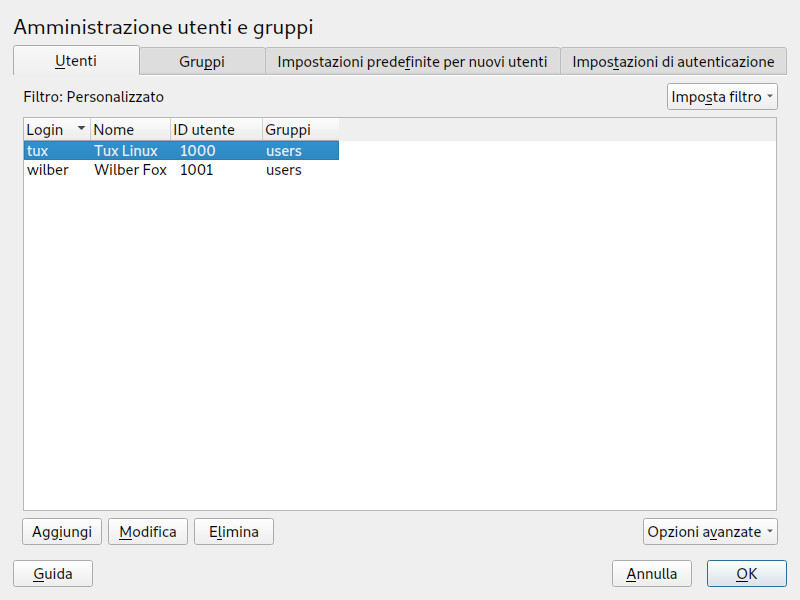 Amministrazione utenti e gruppi
Utenti Gruppi Impostazioni predefinite per nuovi utenti Impostazioni di autenticazione
Filtro: Personalizzato Imposta filtro
Login Nome ID utente Gruppi
tux Tux Linux 1000 users
wilber Wilber Fox 1001 users
Aggiungi Modifica Elimina Opzioni avanzate
Guida Annulla OK